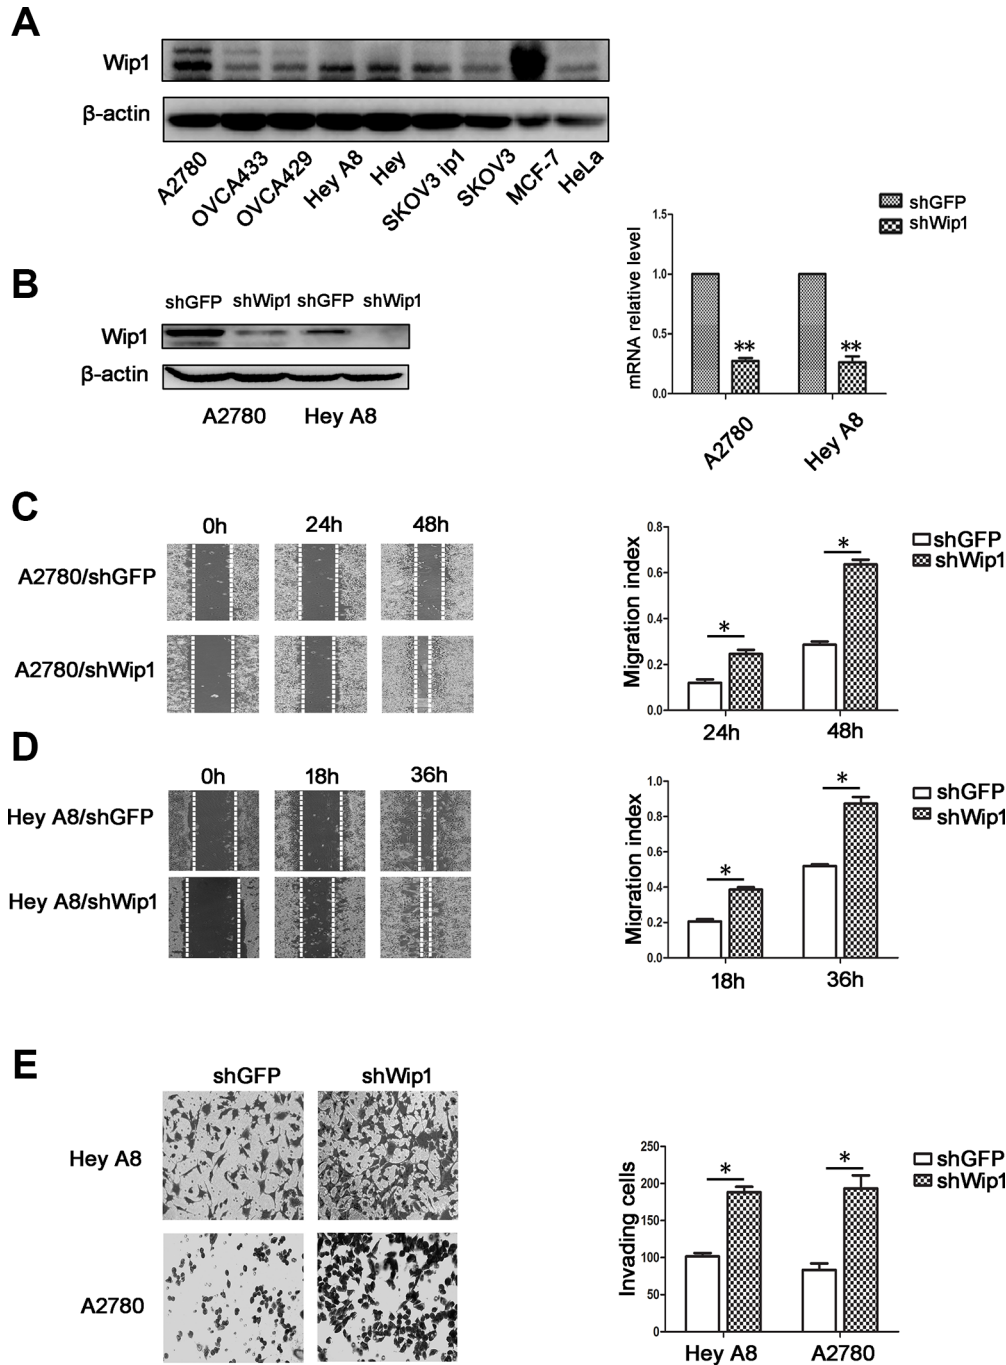 A
Wip1
β-actin
A2780
OVCA433
OVCA429
Hey A8
Hey
SKOV3 ip1
SKOV3
MCF-7
HeLa
B
shGFP shWip1 shGFP shWip1
Wip1
β-actin
A2780 Hey A8
shGFP
shWip1
mRNA relative level
1.5
1.0
0.5
0.0
** **
A2780
Hey A8
C
0h 24h 48h
A2780/shGFP
A2780/shWip1
Migration index
0.8
0.6
0.4
0.2
0.0
* *
24h 48h
shGFP
shWip1
D
0h 18h 36h
Hey A8/shGFP
Hey A8/shWip1
Migration index
1.0
0.8
0.6
0.4
0.2
0.0
* *
18h 36h
shGFP
shWip1
E
shGFP shWip1
Hey A8
A2780
Invading cells
250
200
150
100
50
0
* *
Hey A8 A2780
shGFP
shWip1